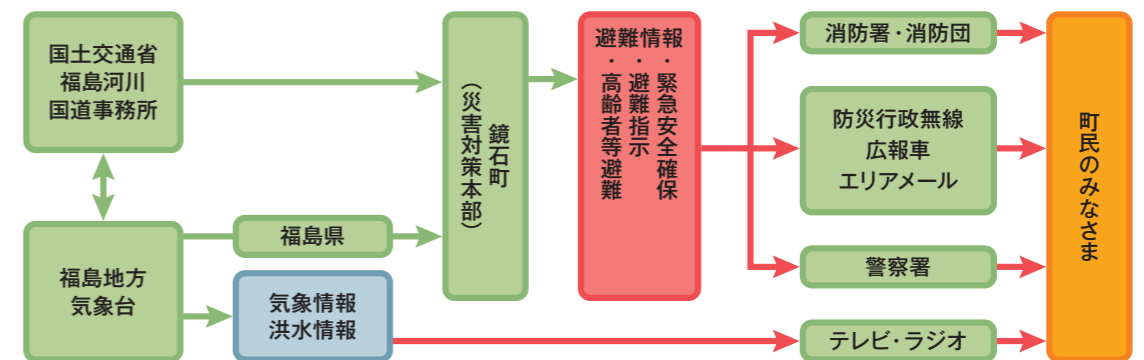 国土交通省
福島河川
国道事務所
福島地方
気象台
福島県
気象情報
洪水情報
鏡石町
（災害対策本部）
避難情報
・緊急安全確保
・避難指示
・高齢者等避難
消防署・消防団
防災行政無線
広報車
エリアメール
警察署
テレビ・ラジオ
町民のみなさま